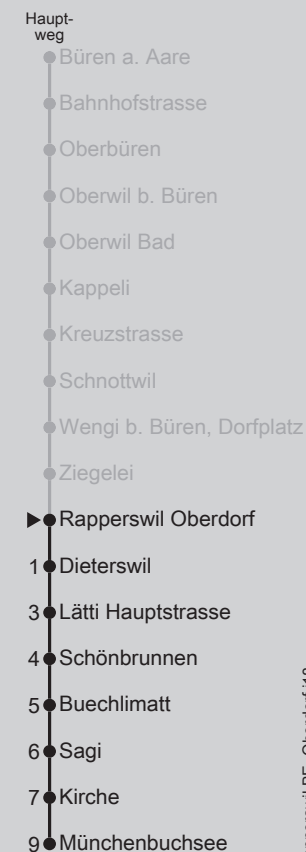 Haupt-
weg
Büren a. Aare
Bahnhofstrasse
Oberbüren
Oberwil b. Büren
Oberwil Bad
Kappeli
Kreuzstrasse
Schnottwil
Wengi b. Büren, Dorfplatz
Ziegelei
Rapperswil Oberdorf
1 Dieterswil
3 Lätti Hauptstrasse
4 Schönbrunnen
5 Buechlimatt
6 Sagi
7 Kirche
9 Münchenbuchsee